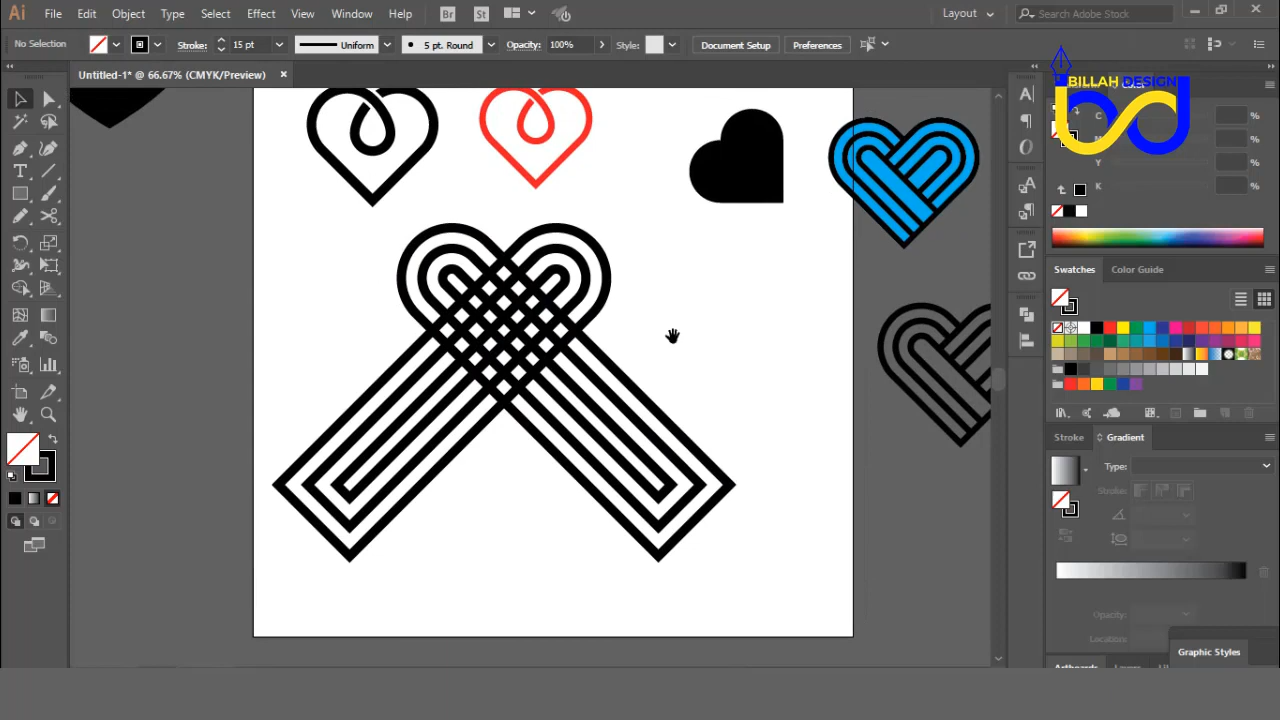 Ai File Edit Object Type Select Effect View Window Help Br St Layout Search Adobe Stock
No Selection Stroke: 15 pt Uniform 5 pt. Round Opacity: 100% Style: Document Setup Preferences
Untitled-1* @ 66.67% (CMYK/Preview)
BILLAH DESIGN
bd
Color
C %
M %
Y %
K %
Swatches Color Guide
Stroke Gradient
Type:
Stroke:
Opacity:
Location:
Graphic Styles